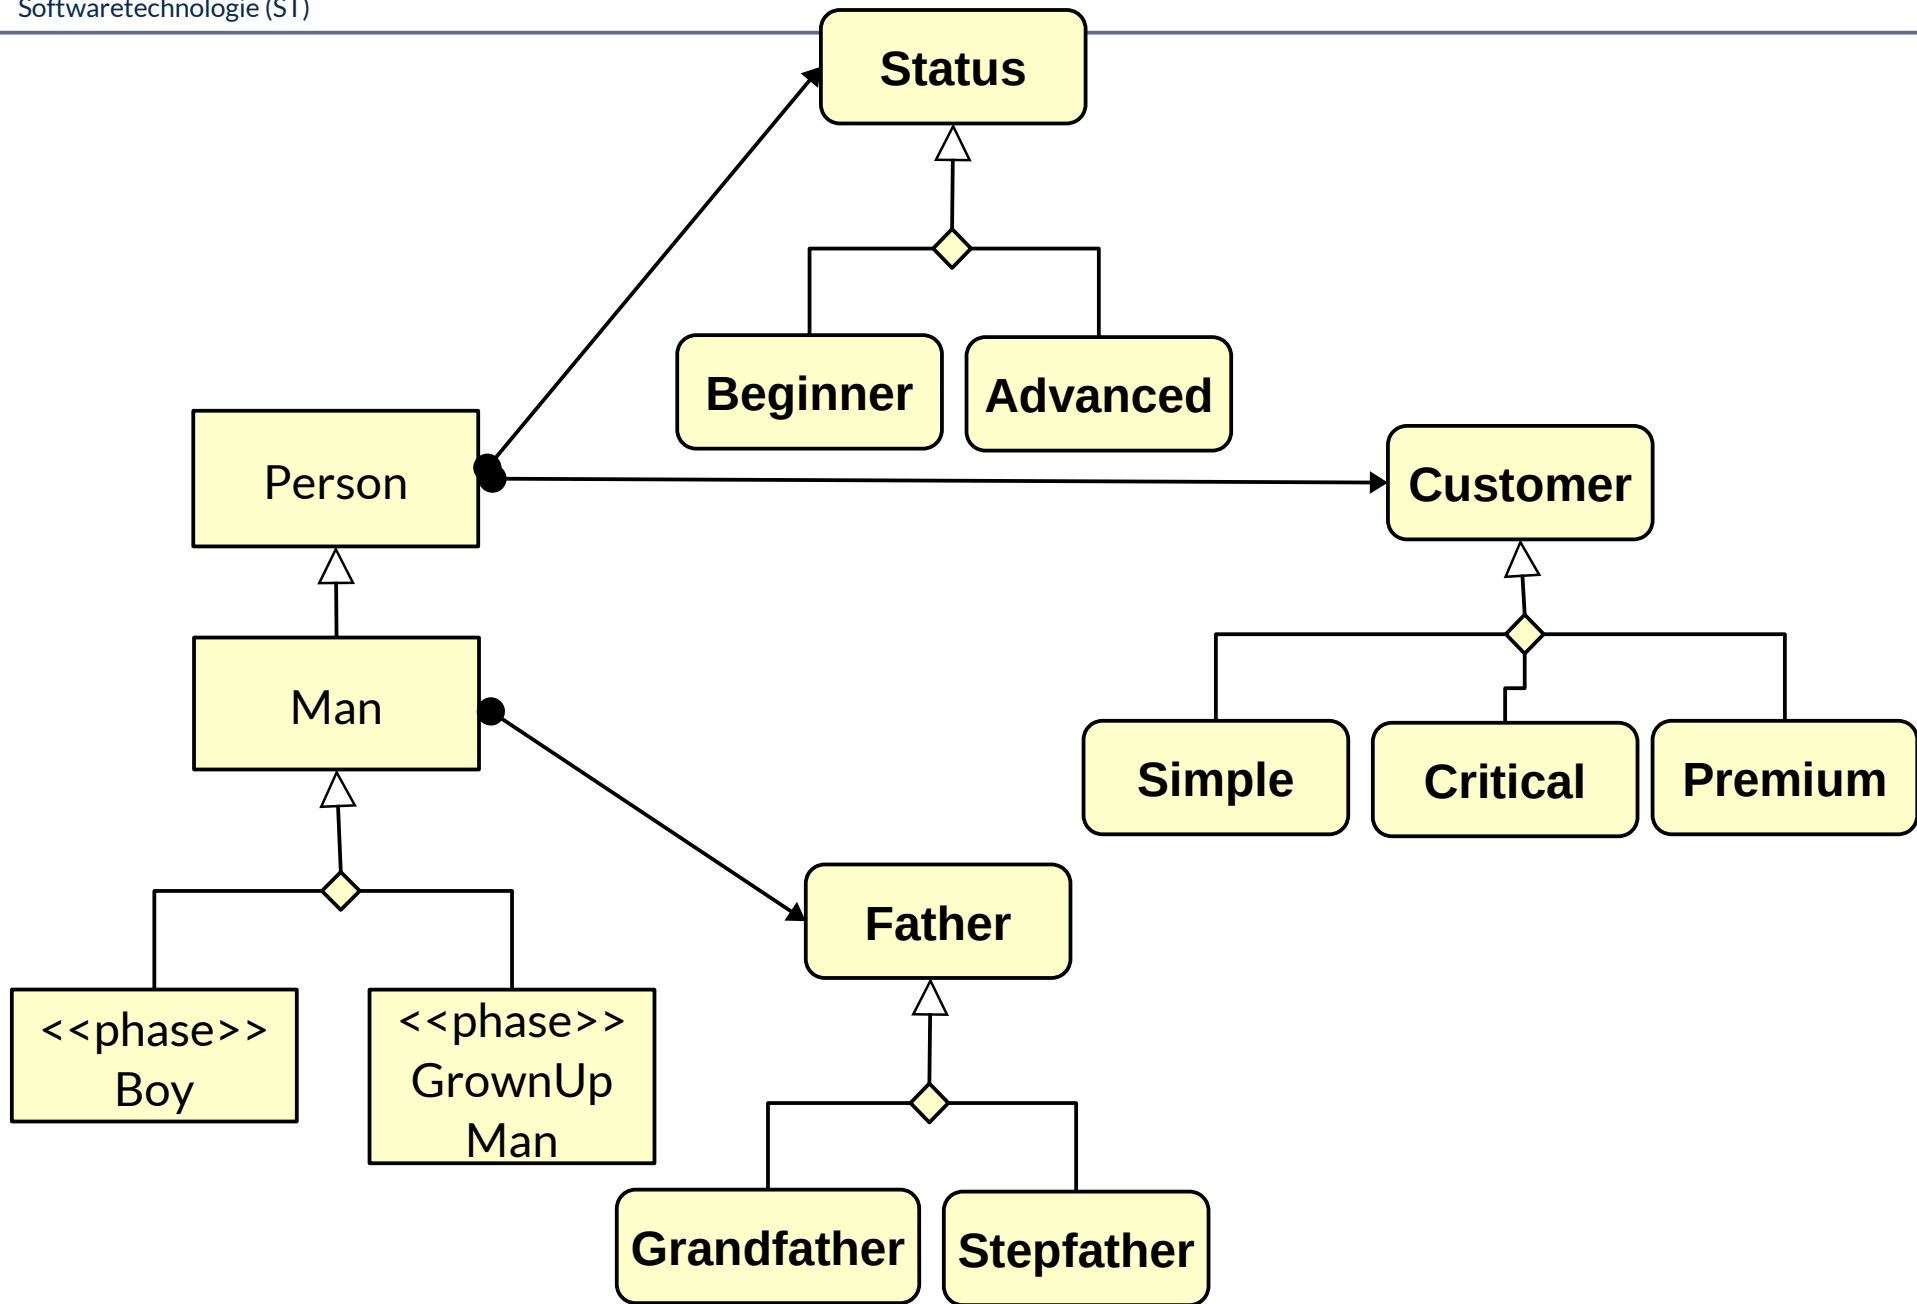 Softwaretechnologie (ST)
Status
Beginner
Advanced
Person
Customer
Man
Simple
Critical
Premium
Father
<<phase>>
Boy
<<phase>>
GrownUp
Man
Grandfather
Stepfather